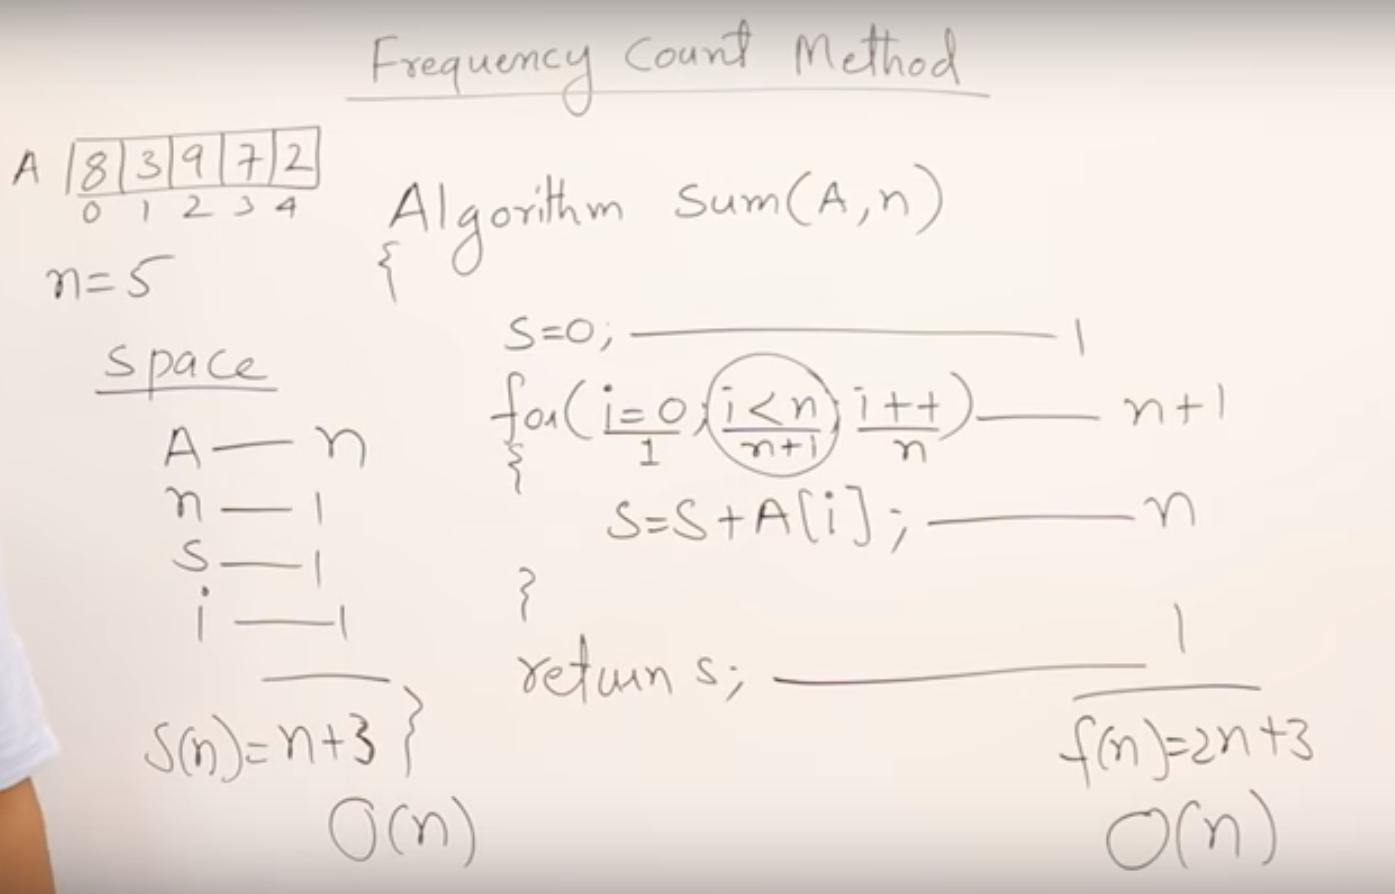 Frequency Count Method
A 8 3 9 7 2
0 1 2 3 4
n=5
Algorithm Sum(A,n)
{
S=0; 1
for(i=0; i<n; i++) n+1
1 n+1 n
{
S=S+A[i]; n
}
return s; 1
}
f(n)=2n+3
O(n)
Space
A — n
n — 1
S — 1
i — 1
S(n)=n+3
O(n)